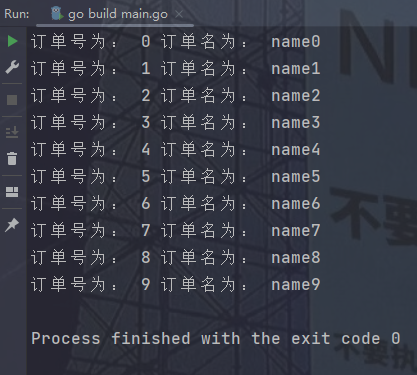 Run: go build main.go
订单号为: 0 订单名为: name0
订单号为: 1 订单名为: name1
订单号为: 2 订单名为: name2
订单号为: 3 订单名为: name3
订单号为: 4 订单名为: name4
订单号为: 5 订单名为: name5
订单号为: 6 订单名为: name6
订单号为: 7 订单名为: name7
订单号为: 8 订单名为: name8
订单号为: 9 订单名为: name9
Process finished with the exit code 0
不要
不要执